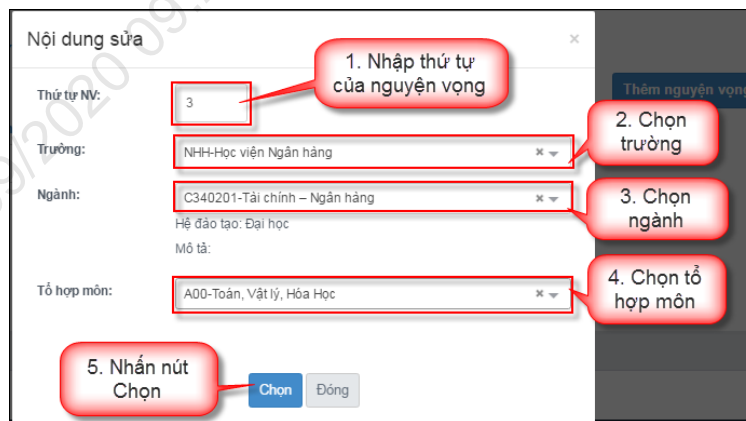 Nội dung sửa
×
1. Nhập thứ tự
của nguyện vọng
Thứ tự NV:
3
Thêm nguyện vọng
2. Chọn
trường
Trường:
NHH-Học viện Ngân hàng
×
Ngành:
C340201-Tài chính – Ngân hàng
×
3. Chọn
ngành
Hệ đào tạo: Đại học
Mô tả:
4. Chọn tổ
hợp môn
Tổ hợp môn:
A00-Toán, Vật lý, Hóa Học
×
5. Nhấn nút
Chọn
Chọn
Đóng